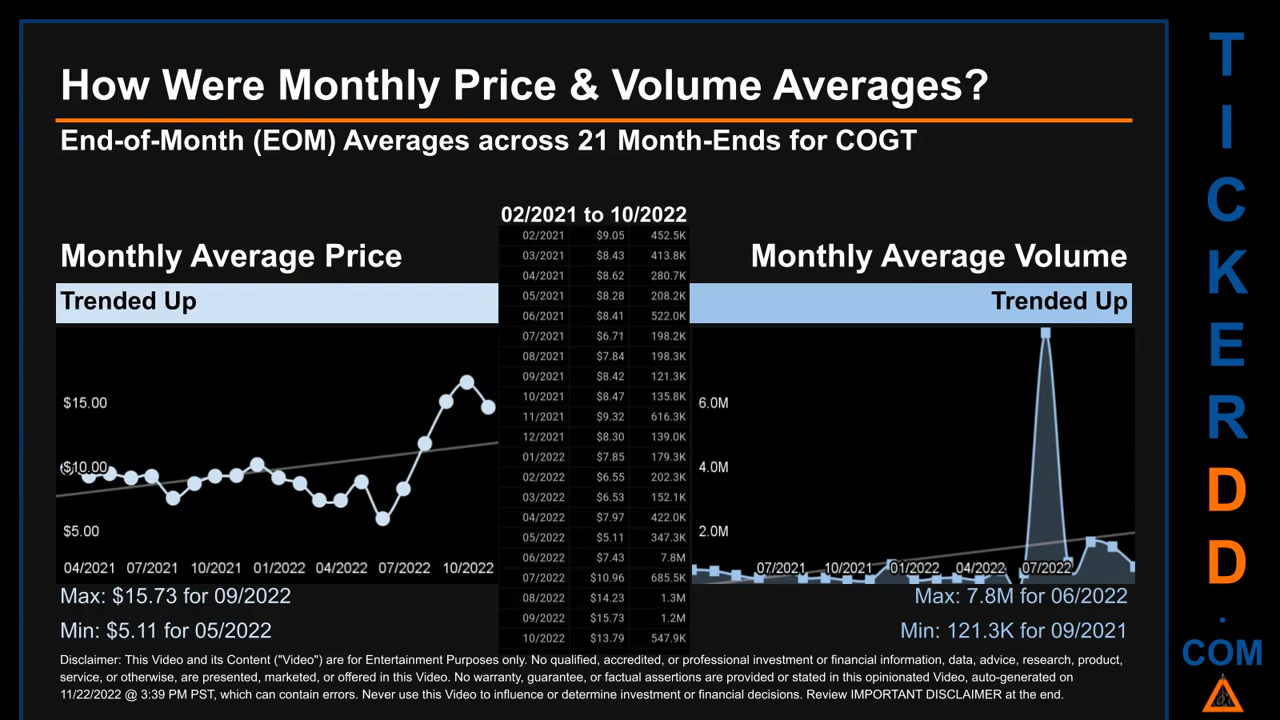 How Were Monthly Price & Volume Averages?
End-of-Month (EOM) Averages across 21 Month-Ends for COGT
02/2021 to 10/2022
02/2021 $9.05 452.5K
03/2021 $8.43 413.8K
04/2021 $8.62 280.7K
05/2021 $8.28 208.2K
06/2021 $8.41 522.0K
07/2021 $6.71 198.2K
08/2021 $7.84 198.3K
09/2021 $8.42 121.3K
10/2021 $8.47 135.8K
11/2021 $9.32 616.3K
12/2021 $8.30 139.0K
01/2022 $7.85 179.3K
02/2022 $6.55 202.3K
03/2022 $6.53 152.1K
04/2022 $7.97 422.0K
05/2022 $5.11 347.3K
06/2022 $7.43 7.8M
07/2022 $10.96 685.5K
08/2022 $14.23 1.3M
09/2022 $15.73 1.2M
10/2022 $13.79 547.9K
Monthly Average Price
Trended Up
$15.00
$10.00
$5.00
04/2021 07/2021 10/2021 01/2022 04/2022 07/2022 10/2022
Max: $15.73 for 09/2022
Min: $5.11 for 05/2022
Monthly Average Volume
Trended Up
6.0M
4.0M
2.0M
07/2021 10/2021 01/2022 04/2022 07/2022
Max: 7.8M for 06/2022
Min: 121.3K for 09/2021
Disclaimer: This Video and its Content ("Video") are for Entertainment Purposes only. No qualified, accredited, or professional investment or financial information, data, advice, research, product,
service, or otherwise, are presented, marketed, or offered in this Video. No warranty, guarantee, or factual assertions are provided or stated in this opinionated Video, auto-generated on
11/22/2022 @ 3:39 PM PST, which can contain errors. Never use this Video to influence or determine investment or financial decisions. Review IMPORTANT DISCLAIMER at the end.
T
I
C
K
E
R
D
D
.
COM